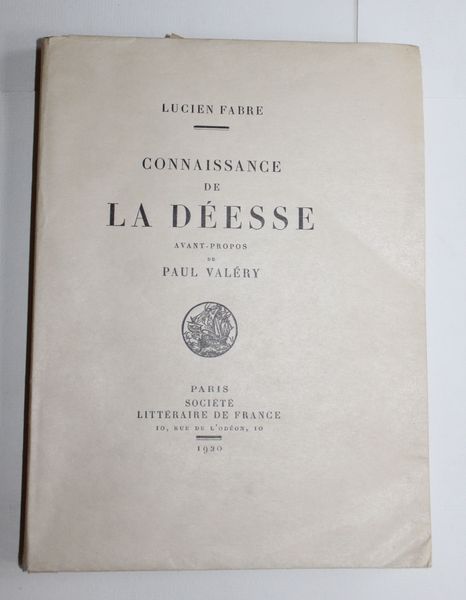 LUCIEN FABRE
CONNAISSANCE
DE
LA DÉESSE
AVANT-PROPOS
DE
PAUL VALÉRY
PARIS
SOCIÉTÉ
LITTÉRAIRE DE FRANCE
10, RUE DE L'ODÉON, 10
1920